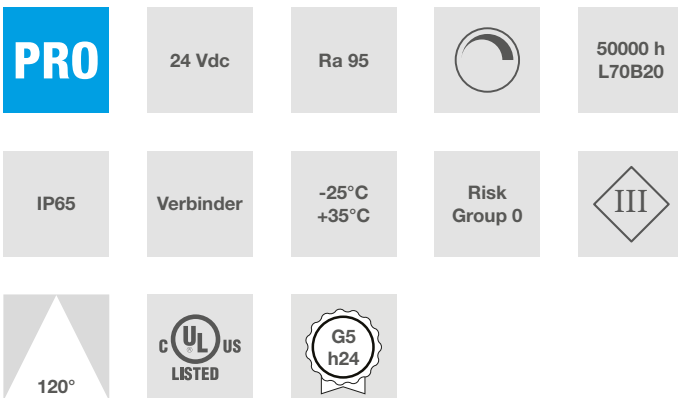 PRO
24 Vdc
Ra 95
50000 h
L70B20
IP65
Verbinder
-25°C
+35°C
Risk
Group 0
III
120°
C UL® US
LISTED
G5
h24